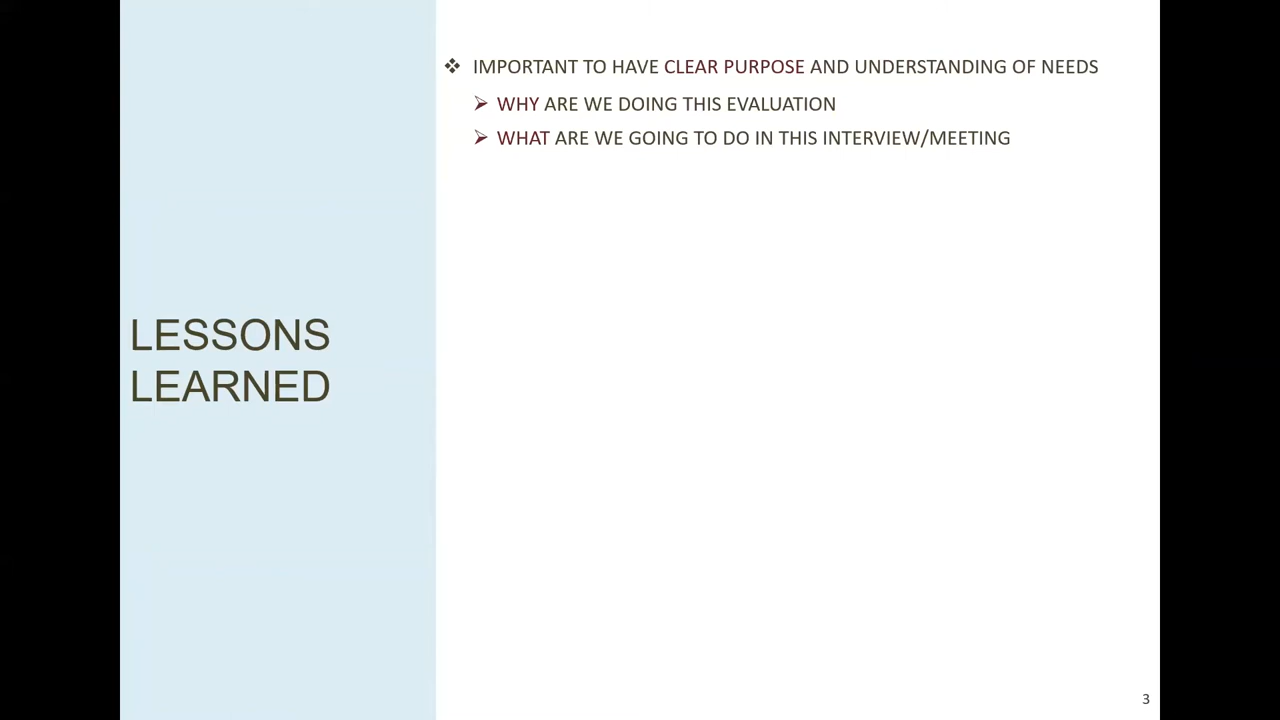 LESSONS
LEARNED
❖ IMPORTANT TO HAVE CLEAR PURPOSE AND UNDERSTANDING OF NEEDS
➢ WHY ARE WE DOING THIS EVALUATION
➢ WHAT ARE WE GOING TO DO IN THIS INTERVIEW/MEETING
3